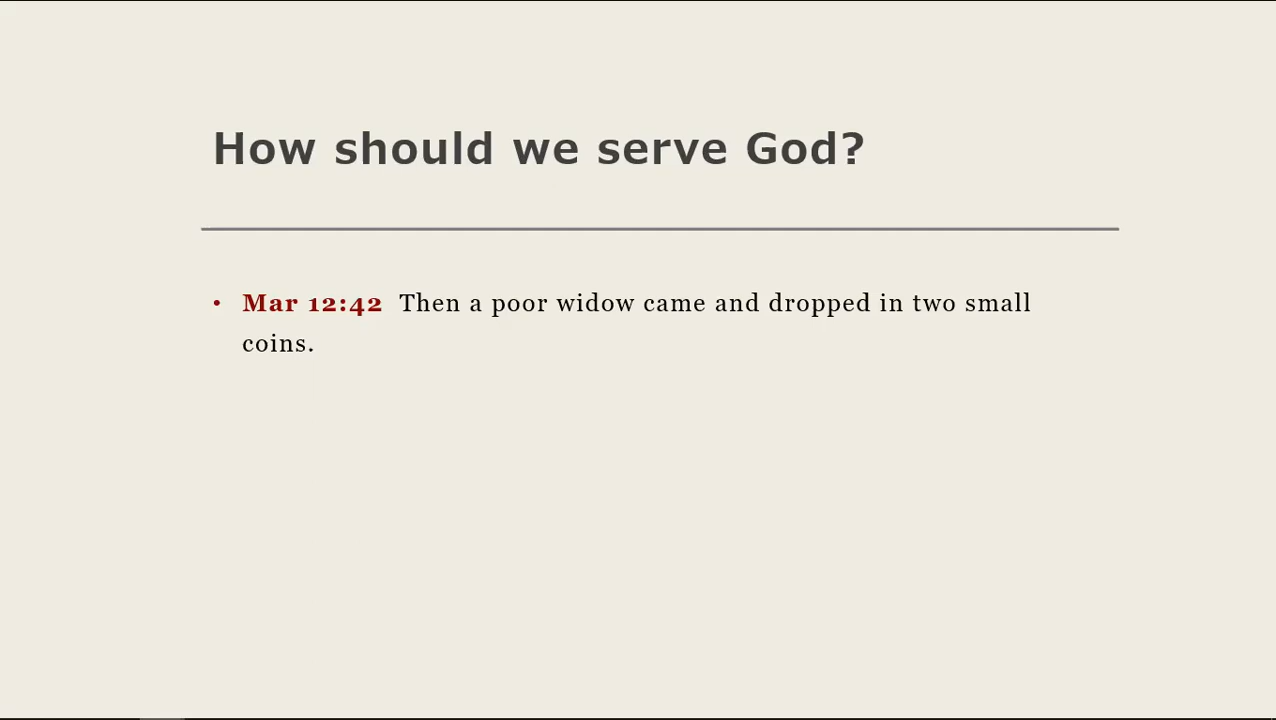 How should we serve God?
• Mar 12:42 Then a poor widow came and dropped in two small
coins.